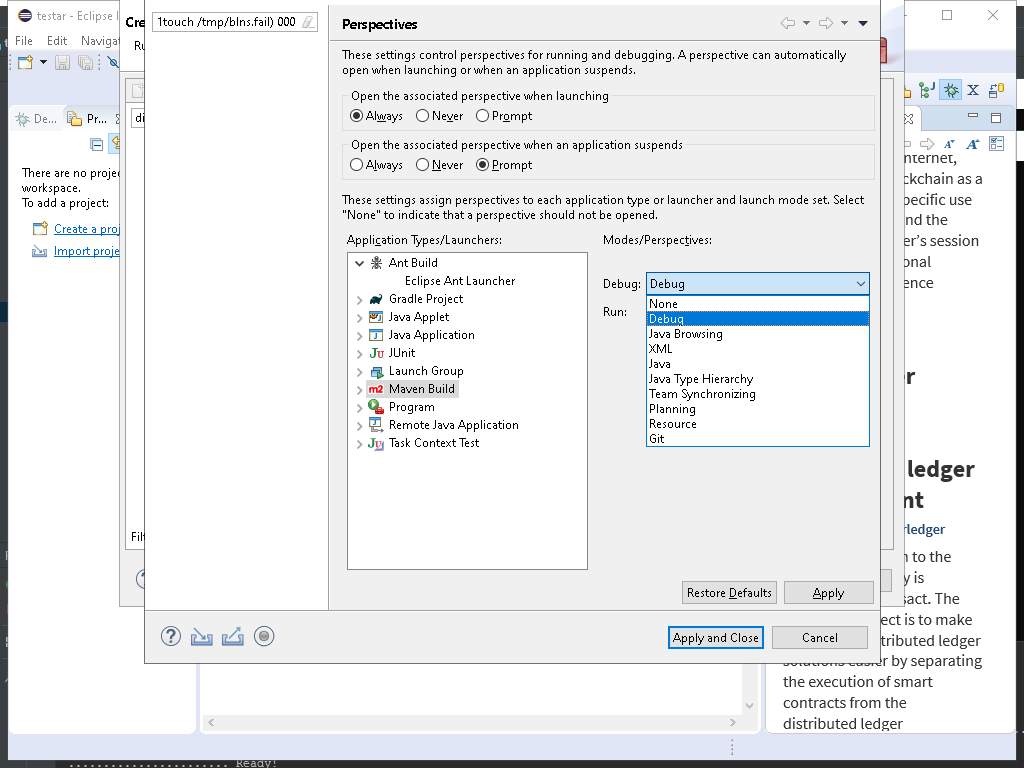 testar - Eclipse I
File Edit Naviga
De...
Pr...
There are no proje
workspace.
To add a project:
Create a proj
Import proje
Cre
Ru
di
Filt
1touch /tmp/blns.fail) 000
Perspectives
These settings control perspectives for running and debugging. A perspective can automatically
open when launching or when an application suspends.
Open the associated perspective when launching
Always Never Prompt
Open the associated perspective when an application suspends
Always Never Prompt
These settings assign perspectives to each application type or launcher and launch mode set. Select
"None" to indicate that a perspective should not be opened.
Application Types/Launchers:
Ant Build
Eclipse Ant Launcher
Gradle Project
Java Applet
Java Application
JUnit
Launch Group
Maven Build
Program
Remote Java Application
Task Context Test
Modes/Perspectives:
Debug: Debug
Run:
None
Debug
Java Browsing
XML
Java
Java Type Hierarchy
Team Synchronizing
Planning
Resource
Git
Restore Defaults Apply
Apply and Close Cancel
nternet,
ckchain as a
pecific use
nd the
er's session
onal
ence
r
ledger
nt
rledger
n to the
y is
sact. The
ect is to make
tributed ledger
solutions easier by separating
the execution of smart
contracts from the
distributed ledger
Ready!